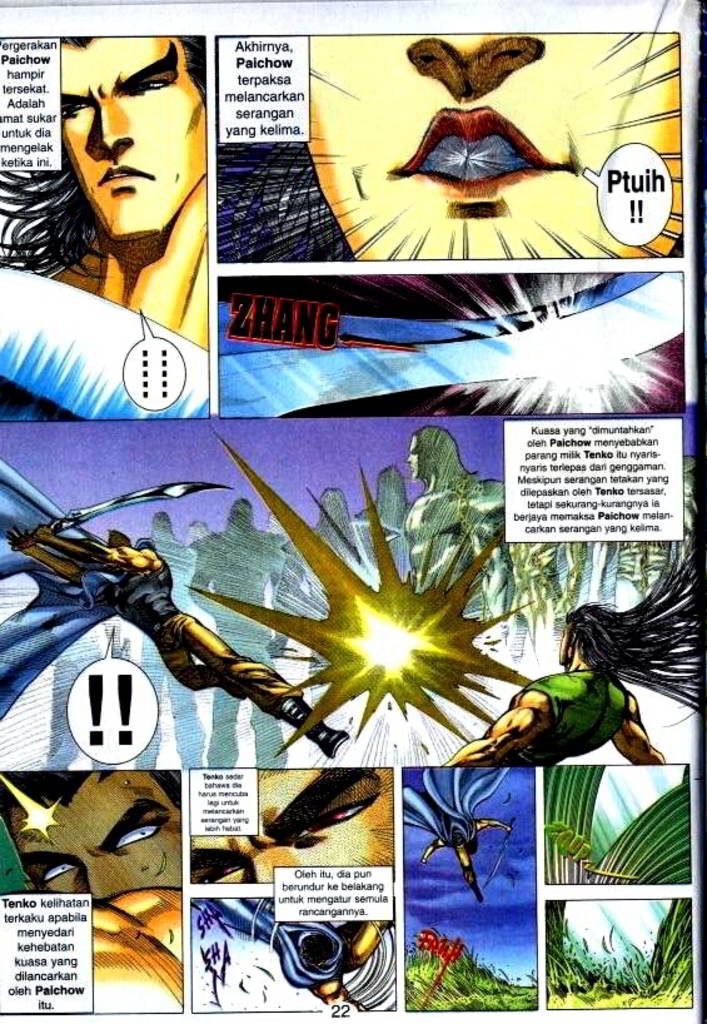 Pergerakan
Paichow
hampir
tersekat.
Adalah
amat sukar
untuk dia
mengelak
ketika ini.
Akhirnya,
Paichow
terpaksa
melancarkan
serangan
yang kelima.
Ptuih
!!
ZHANG
Kuasa yang "dimuntahkan"
oleh Paichow menyebabkan
parang milik Tenko itu nyaris-
nyaris terlepas dari genggaman.
Meskipun serangan tetakan yang
dilepaskan oleh Tenko tersasar,
tetapi sekurang-kurangnya ia
berjaya memaksa Paichow melan-
carkan serangan yang kelima.
!!
Tenko kelihatan
terkaku apabila
menyedari
kehebatan
kuasa yang
dilancarkan
oleh Paichow
itu.
Tenko sedar
bahawa dia
harus mencuba
lagi untuk
melancarkan
serangan yang
lebih hebat.
Oleh itu, dia pun
berundur ke belakang
untuk mengatur semula
rancangannya.
22